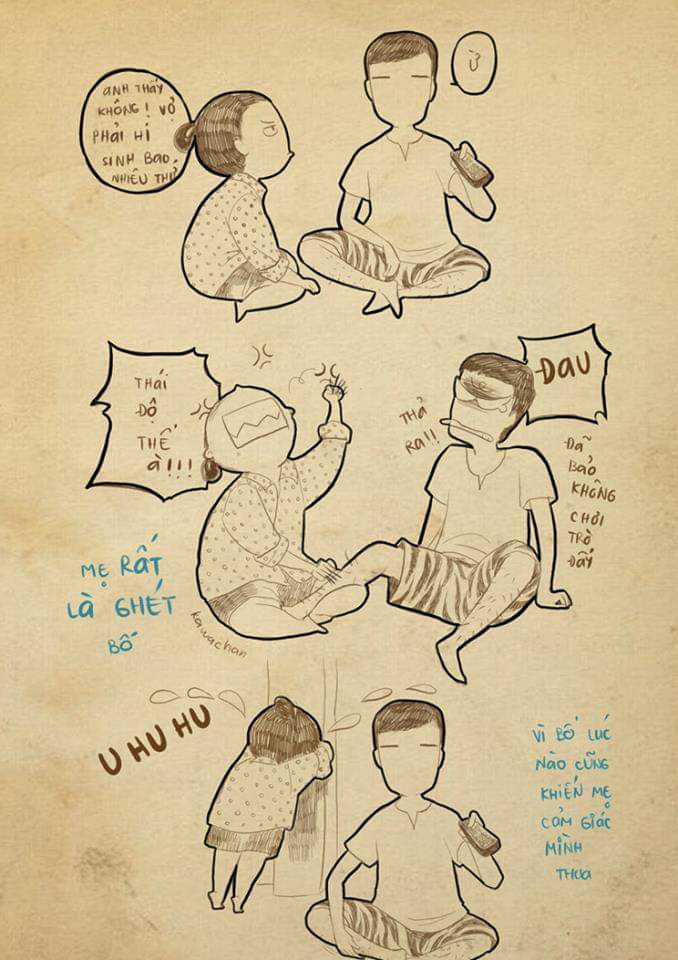 ANH THẤY
KHÔNG! VỢ
PHẢI HI
SINH BAO
NHIÊU THỨ
Ừ
THÁI
ĐỘ
THẾ
À!!!
THẢ
RA!!
ĐAU
ĐÃ
BẢO
KHÔNG
CHƠI
TRÒ
ĐẤY
MẸ RẤT
LÀ GHÉT
BỐ
kawachan
U HU HU
VÌ BỐ LÚC
NÀO CŨNG
KHIẾN MẸ
CẢM GIÁC
MÌNH
THUA